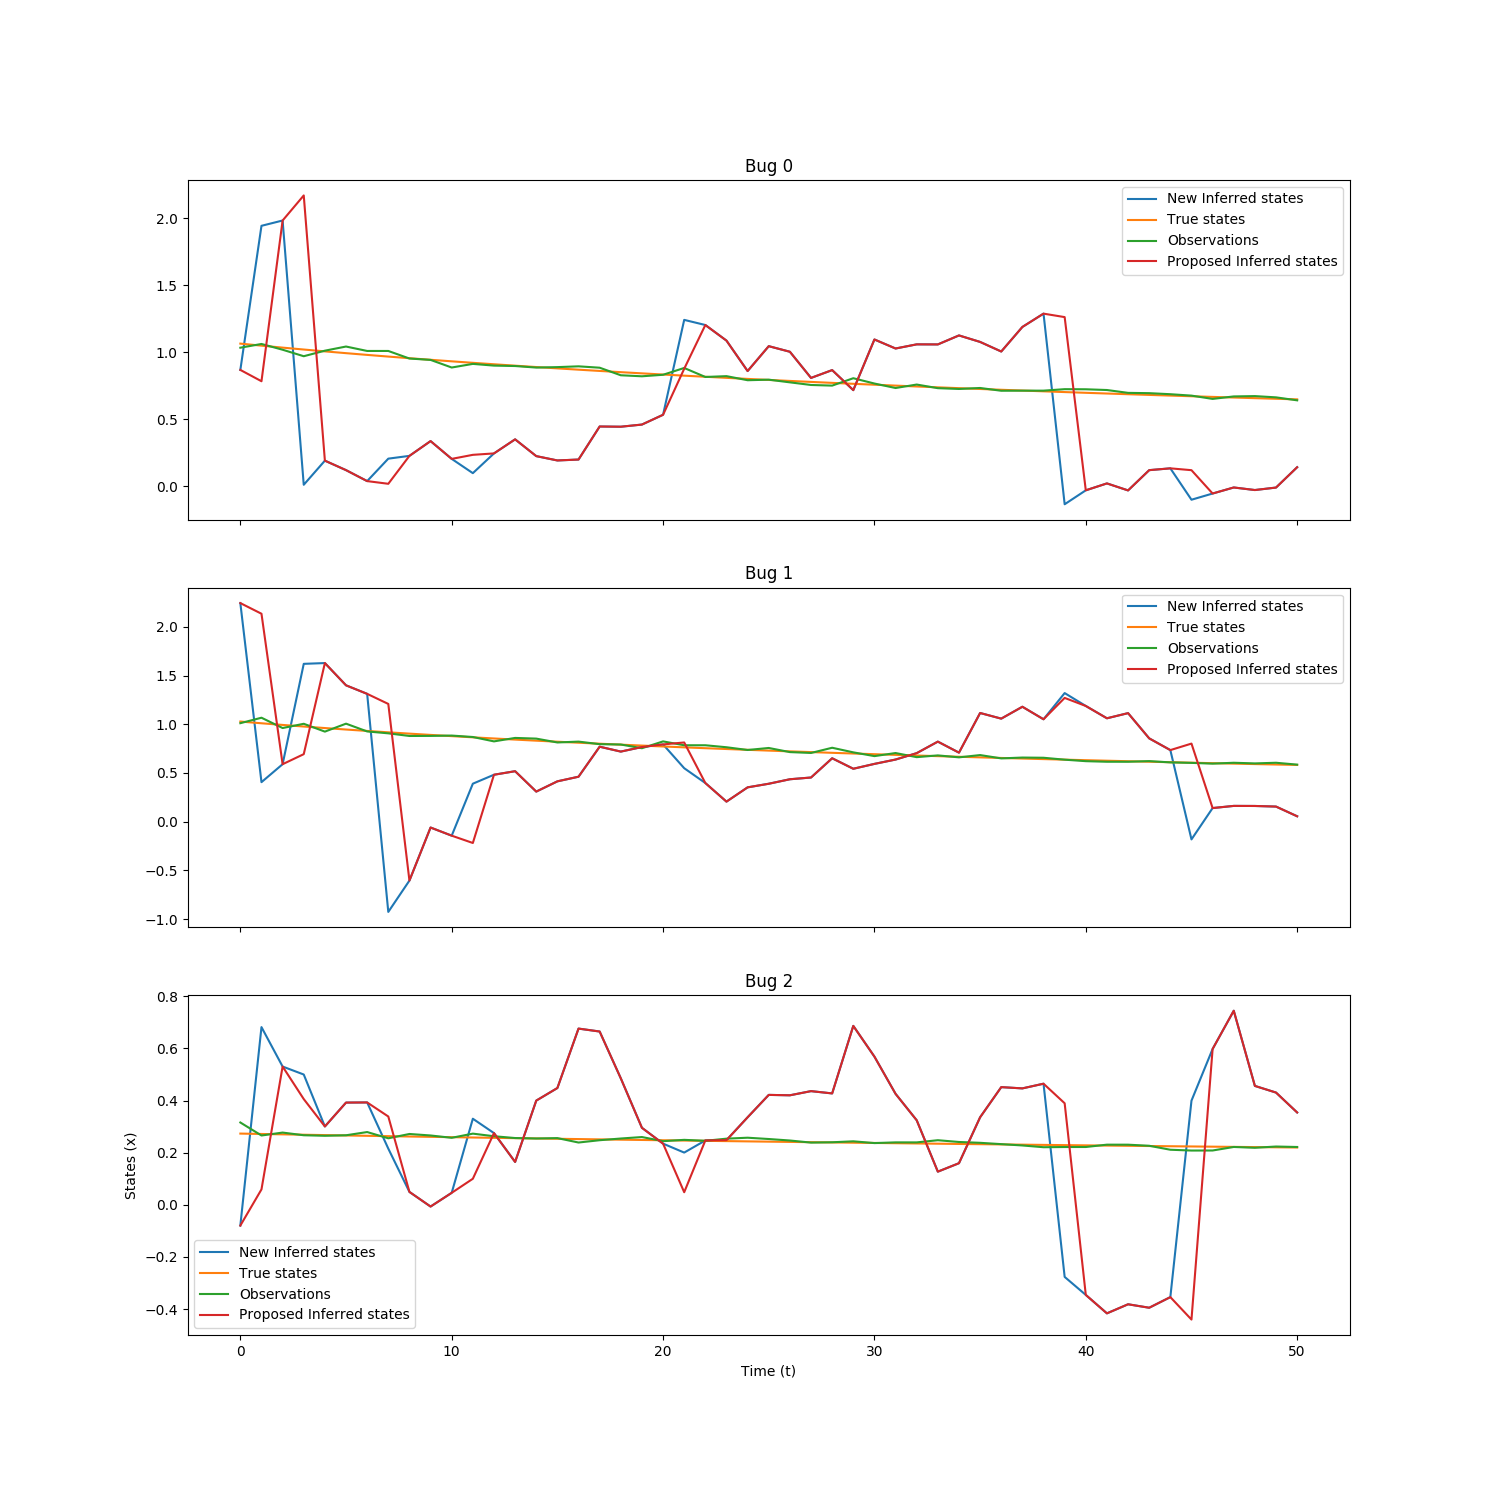 Bug 0
2.0
1.5
1.0
0.5
0.0
New Inferred states
True states
Observations
Proposed Inferred states
Bug 1
2.0
1.5
1.0
0.5
0.0
−0.5
−1.0
New Inferred states
True states
Observations
Proposed Inferred states
Bug 2
0.8
0.6
0.4
0.2
0.0
−0.2
−0.4
States (x)
New Inferred states
True states
Observations
Proposed Inferred states
0 10 20 30 40 50
Time (t)